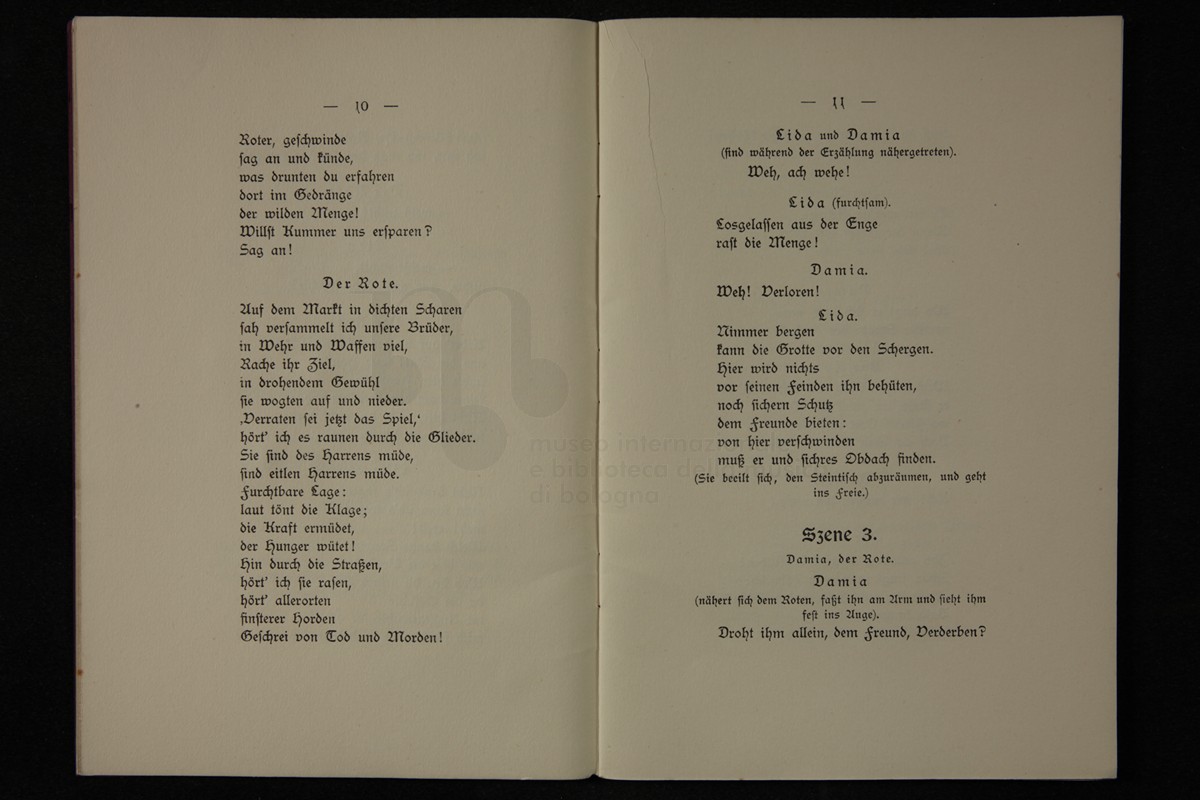 — 10 —
Roter, geschwinde
sag an und künde,
was drunten du erfahren
dort im Gedränge
der wilden Menge!
Willst Kummer uns ersparen?
Sag an!
Der Rote.
Auf dem Markt in dichten Scharen
sah versammelt ich unsere Brüder,
in Wehr und Waffen viel,
Rache ihr Ziel,
in drohendem Gewühl
sie wogten auf und nieder.
‚Verraten sei jetzt das Spiel,‘
hört' ich es raunen durch die Glieder.
Sie sind des Harrens müde,
sind eitlen Harrens müde.
Furchtbare Lage:
laut tönt die Klage;
die Kraft ermüdet,
der Hunger wütet!
Hin durch die Straßen,
hört' ich sie rasen,
hört' allerorten
finsterer Horden
Geschrei von Tod und Morden!
— 11 —
Lida und Damia
(sind während der Erzählung nähergetreten).
Weh, ach wehe!
Lida (furchtsam).
Losgelassen aus der Enge
rast die Menge!
Damia.
Weh! Verloren!
Lida.
Nimmer bergen
kann die Grotte vor den Schergen.
Hier wird nichts
vor seinen Feinden ihn behüten,
noch sichern Schutz
dem Freunde bieten:
von hier verschwinden
muß er und sichres Obdach finden.
(Sie beeilt sich, den Steintisch abzuräumen, und geht
ins Freie.)
Szene 3.
Damia, der Rote.
Damia
(nähert sich dem Roten, faßt ihn am Arm und sieht ihm
fest ins Auge).
Droht ihm allein, dem Freund, Verderben?
museo internaz
e biblioteca del
di bologna